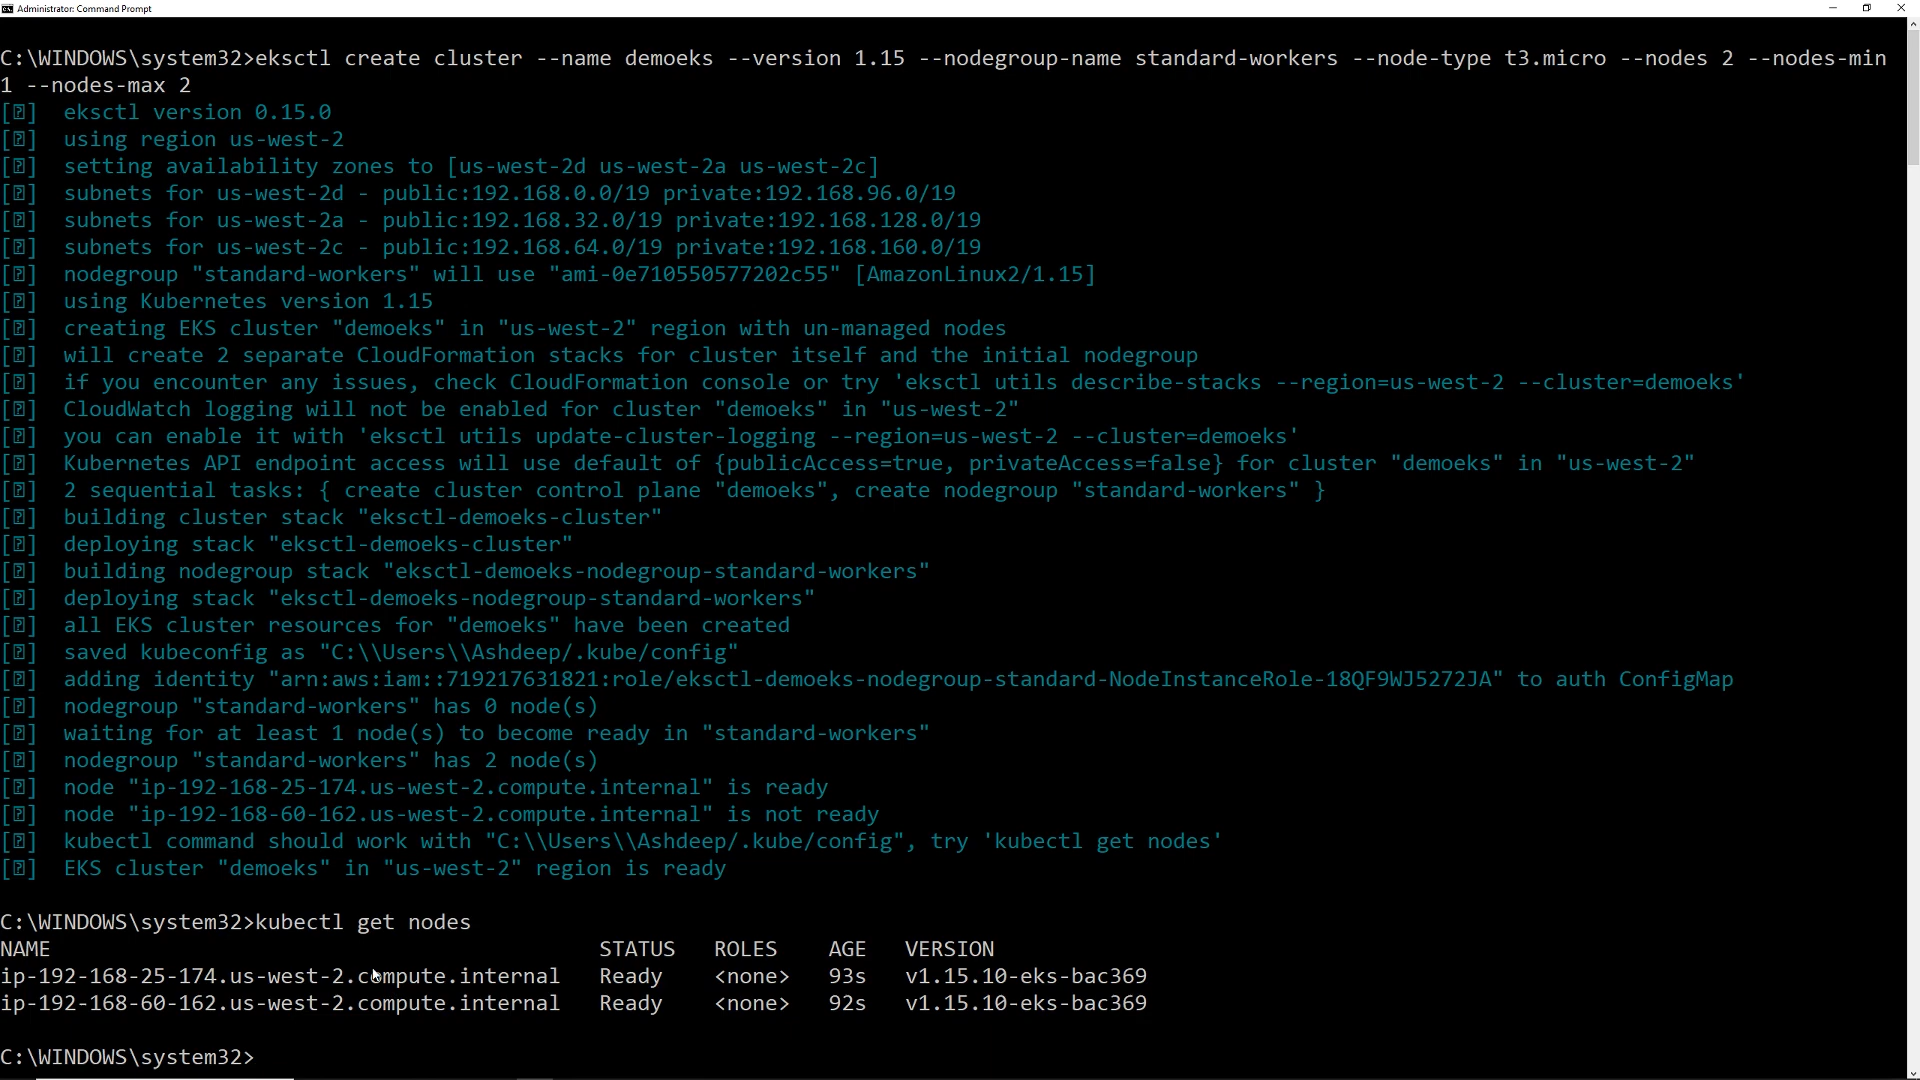 Administrator: Command Prompt
C:\WINDOWS\system32>eksctl create cluster --name demoeks --version 1.15 --nodegroup-name standard-workers --node-type t3.micro --nodes 2 --nodes-min
1 --nodes-max 2
[?]  eksctl version 0.15.0
[?]  using region us-west-2
[?]  setting availability zones to [us-west-2d us-west-2a us-west-2c]
[?]  subnets for us-west-2d - public:192.168.0.0/19 private:192.168.96.0/19
[?]  subnets for us-west-2a - public:192.168.32.0/19 private:192.168.128.0/19
[?]  subnets for us-west-2c - public:192.168.64.0/19 private:192.168.160.0/19
[?]  nodegroup "standard-workers" will use "ami-0e710550577202c55" [AmazonLinux2/1.15]
[?]  using Kubernetes version 1.15
[?]  creating EKS cluster "demoeks" in "us-west-2" region with un-managed nodes
[?]  will create 2 separate CloudFormation stacks for cluster itself and the initial nodegroup
[?]  if you encounter any issues, check CloudFormation console or try 'eksctl utils describe-stacks --region=us-west-2 --cluster=demoeks'
[?]  CloudWatch logging will not be enabled for cluster "demoeks" in "us-west-2"
[?]  you can enable it with 'eksctl utils update-cluster-logging --region=us-west-2 --cluster=demoeks'
[?]  Kubernetes API endpoint access will use default of {publicAccess=true, privateAccess=false} for cluster "demoeks" in "us-west-2"
[?]  2 sequential tasks: { create cluster control plane "demoeks", create nodegroup "standard-workers" }
[?]  building cluster stack "eksctl-demoeks-cluster"
[?]  deploying stack "eksctl-demoeks-cluster"
[?]  building nodegroup stack "eksctl-demoeks-nodegroup-standard-workers"
[?]  deploying stack "eksctl-demoeks-nodegroup-standard-workers"
[?]  all EKS cluster resources for "demoeks" have been created
[?]  saved kubeconfig as "C:\\Users\\Ashdeep/.kube/config"
[?]  adding identity "arn:aws:iam::719217631821:role/eksctl-demoeks-nodegroup-standard-NodeInstanceRole-18QF9WJ5272JA" to auth ConfigMap
[?]  nodegroup "standard-workers" has 0 node(s)
[?]  waiting for at least 1 node(s) to become ready in "standard-workers"
[?]  nodegroup "standard-workers" has 2 node(s)
[?]  node "ip-192-168-25-174.us-west-2.compute.internal" is ready
[?]  node "ip-192-168-60-162.us-west-2.compute.internal" is not ready
[?]  kubectl command should work with "C:\\Users\\Ashdeep/.kube/config", try 'kubectl get nodes'
[?]  EKS cluster "demoeks" in "us-west-2" region is ready
C:\WINDOWS\system32>kubectl get nodes
NAME STATUS ROLES AGE VERSION
ip-192-168-25-174.us-west-2.compute.internal Ready <none> 93s v1.15.10-eks-bac369
ip-192-168-60-162.us-west-2.compute.internal Ready <none> 92s v1.15.10-eks-bac369
C:\WINDOWS\system32>